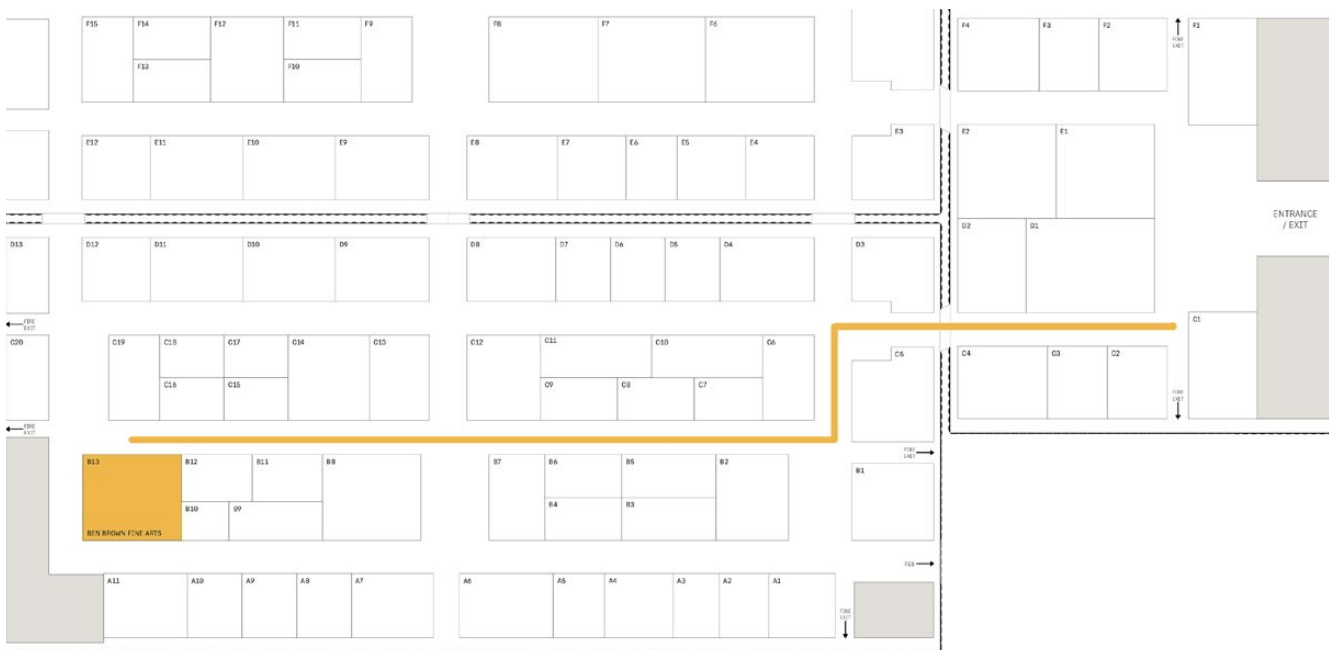 F15
F14
F12
F11
F9
F8
F7
F6
F4
F3
F2
FIRE
EXIT
F1
F13
F10
E12
E11
E10
E9
E8
E7
E6
E5
E4
E3
E2
E1
ENTRANCE
/ EXIT
D13
D12
D11
D10
D9
D8
D7
D6
D5
D4
D3
D2
D1
FIRE
EXIT
C20
C19
C18
C17
C14
C13
C12
C11
C10
C6
C5
C4
C3
C2
C1
C16
C15
C9
C8
C7
FIRE
EXIT
FIRE
EXIT
FIRE
EXIT
B13
B12
B11
B8
B7
B6
B5
B2
B1
B10
B9
B4
B3
BEN BROWN FINE ARTS
A11
A10
A9
A8
A7
A6
A5
A4
A3
A2
A1
FIRE
EXIT